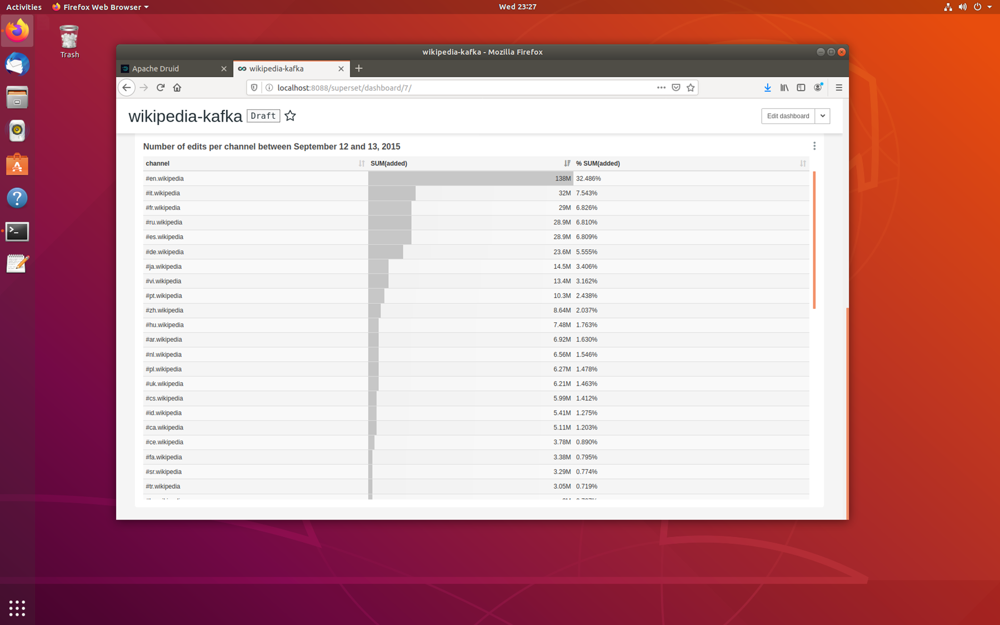 Activities Firefox Web Browser Wed 23:27
Trash
wikipedia-kafka - Mozilla Firefox
Apache Druid wikipedia-kafka
localhost:8088/superset/dashboard/7/
wikipedia-kafka Draft Edit dashboard
Number of edits per channel between September 12 and 13, 2015
channel SUM(added) % SUM(added)
#en.wikipedia 138M 32.486%
#it.wikipedia 32M 7.543%
#fr.wikipedia 29M 6.826%
#ru.wikipedia 28.9M 6.810%
#es.wikipedia 28.9M 6.809%
#de.wikipedia 23.6M 5.555%
#ja.wikipedia 14.5M 3.406%
#vi.wikipedia 13.4M 3.162%
#pt.wikipedia 10.3M 2.438%
#zh.wikipedia 8.64M 2.037%
#hu.wikipedia 7.48M 1.763%
#ar.wikipedia 6.92M 1.630%
#nl.wikipedia 6.56M 1.546%
#pl.wikipedia 6.27M 1.478%
#uk.wikipedia 6.21M 1.463%
#cs.wikipedia 5.99M 1.412%
#id.wikipedia 5.41M 1.275%
#ca.wikipedia 5.11M 1.203%
#ce.wikipedia 3.78M 0.890%
#fa.wikipedia 3.38M 0.795%
#sr.wikipedia 3.29M 0.774%
#tr.wikipedia 3.05M 0.719%